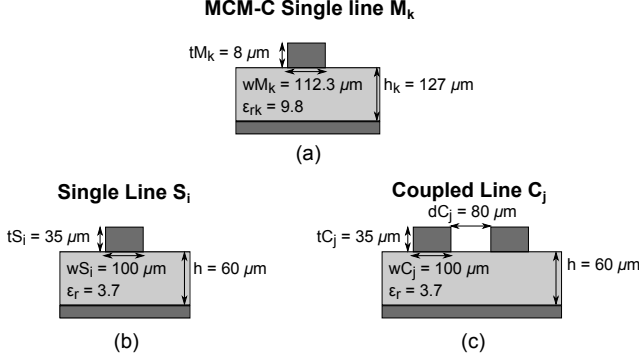 MCM-C Single line Mk
tMk = 8 µm
wMk = 112.3 µm
hk = 127 µm
εrk = 9.8
(a)
Single Line Si
Coupled Line Cj
dCj = 80 µm
tSi = 35 µm
tCj = 35 µm
wSi = 100 µm
h = 60 µm
εr = 3.7
wCj = 100 µm
h = 60 µm
εr = 3.7
(b)
(c)